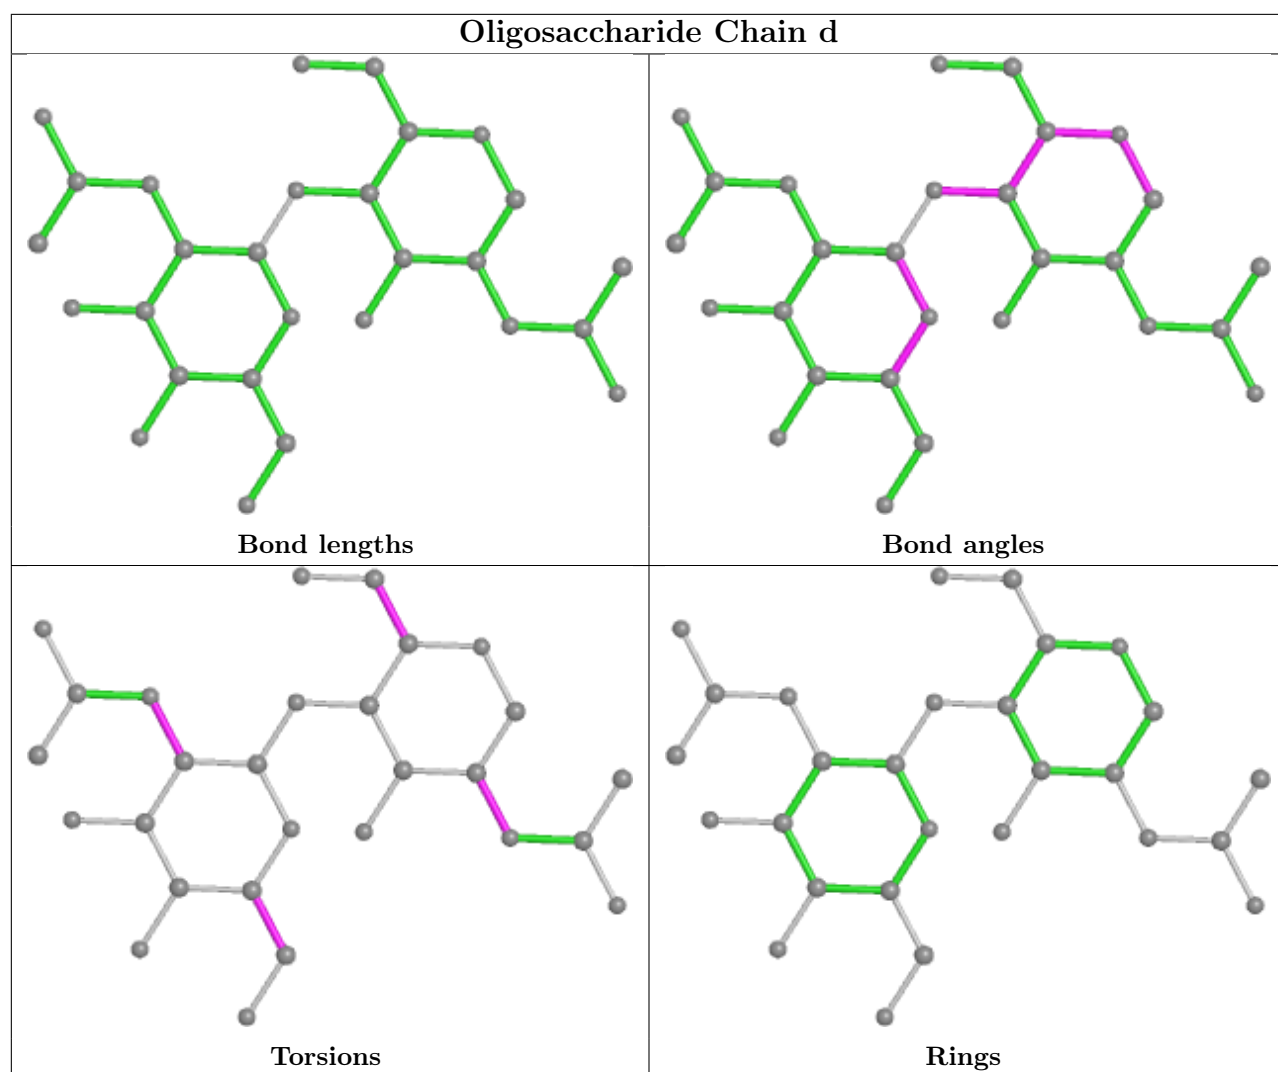 Oligosaccharide Chain d
Bond lengths
Bond angles
Torsions
Rings